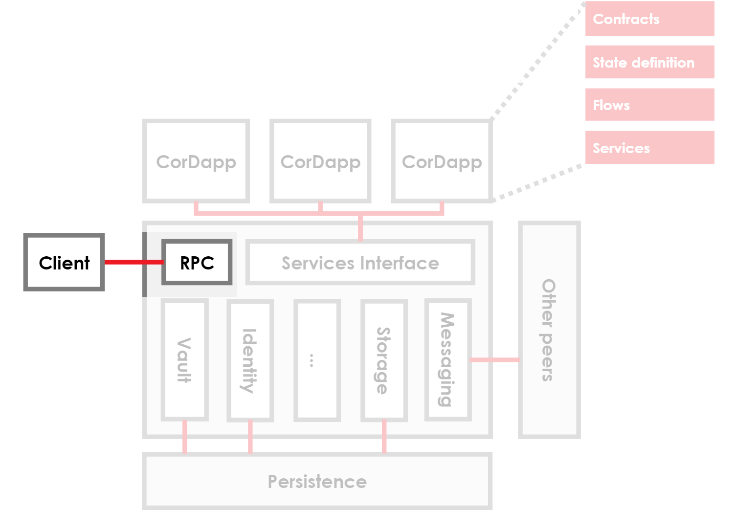 Contracts
State definition
Flows
Services
CorDapp
CorDapp
CorDapp
Client
RPC
Services Interface
Vault
Identity
...
Storage
Messaging
Other peers
Persistence